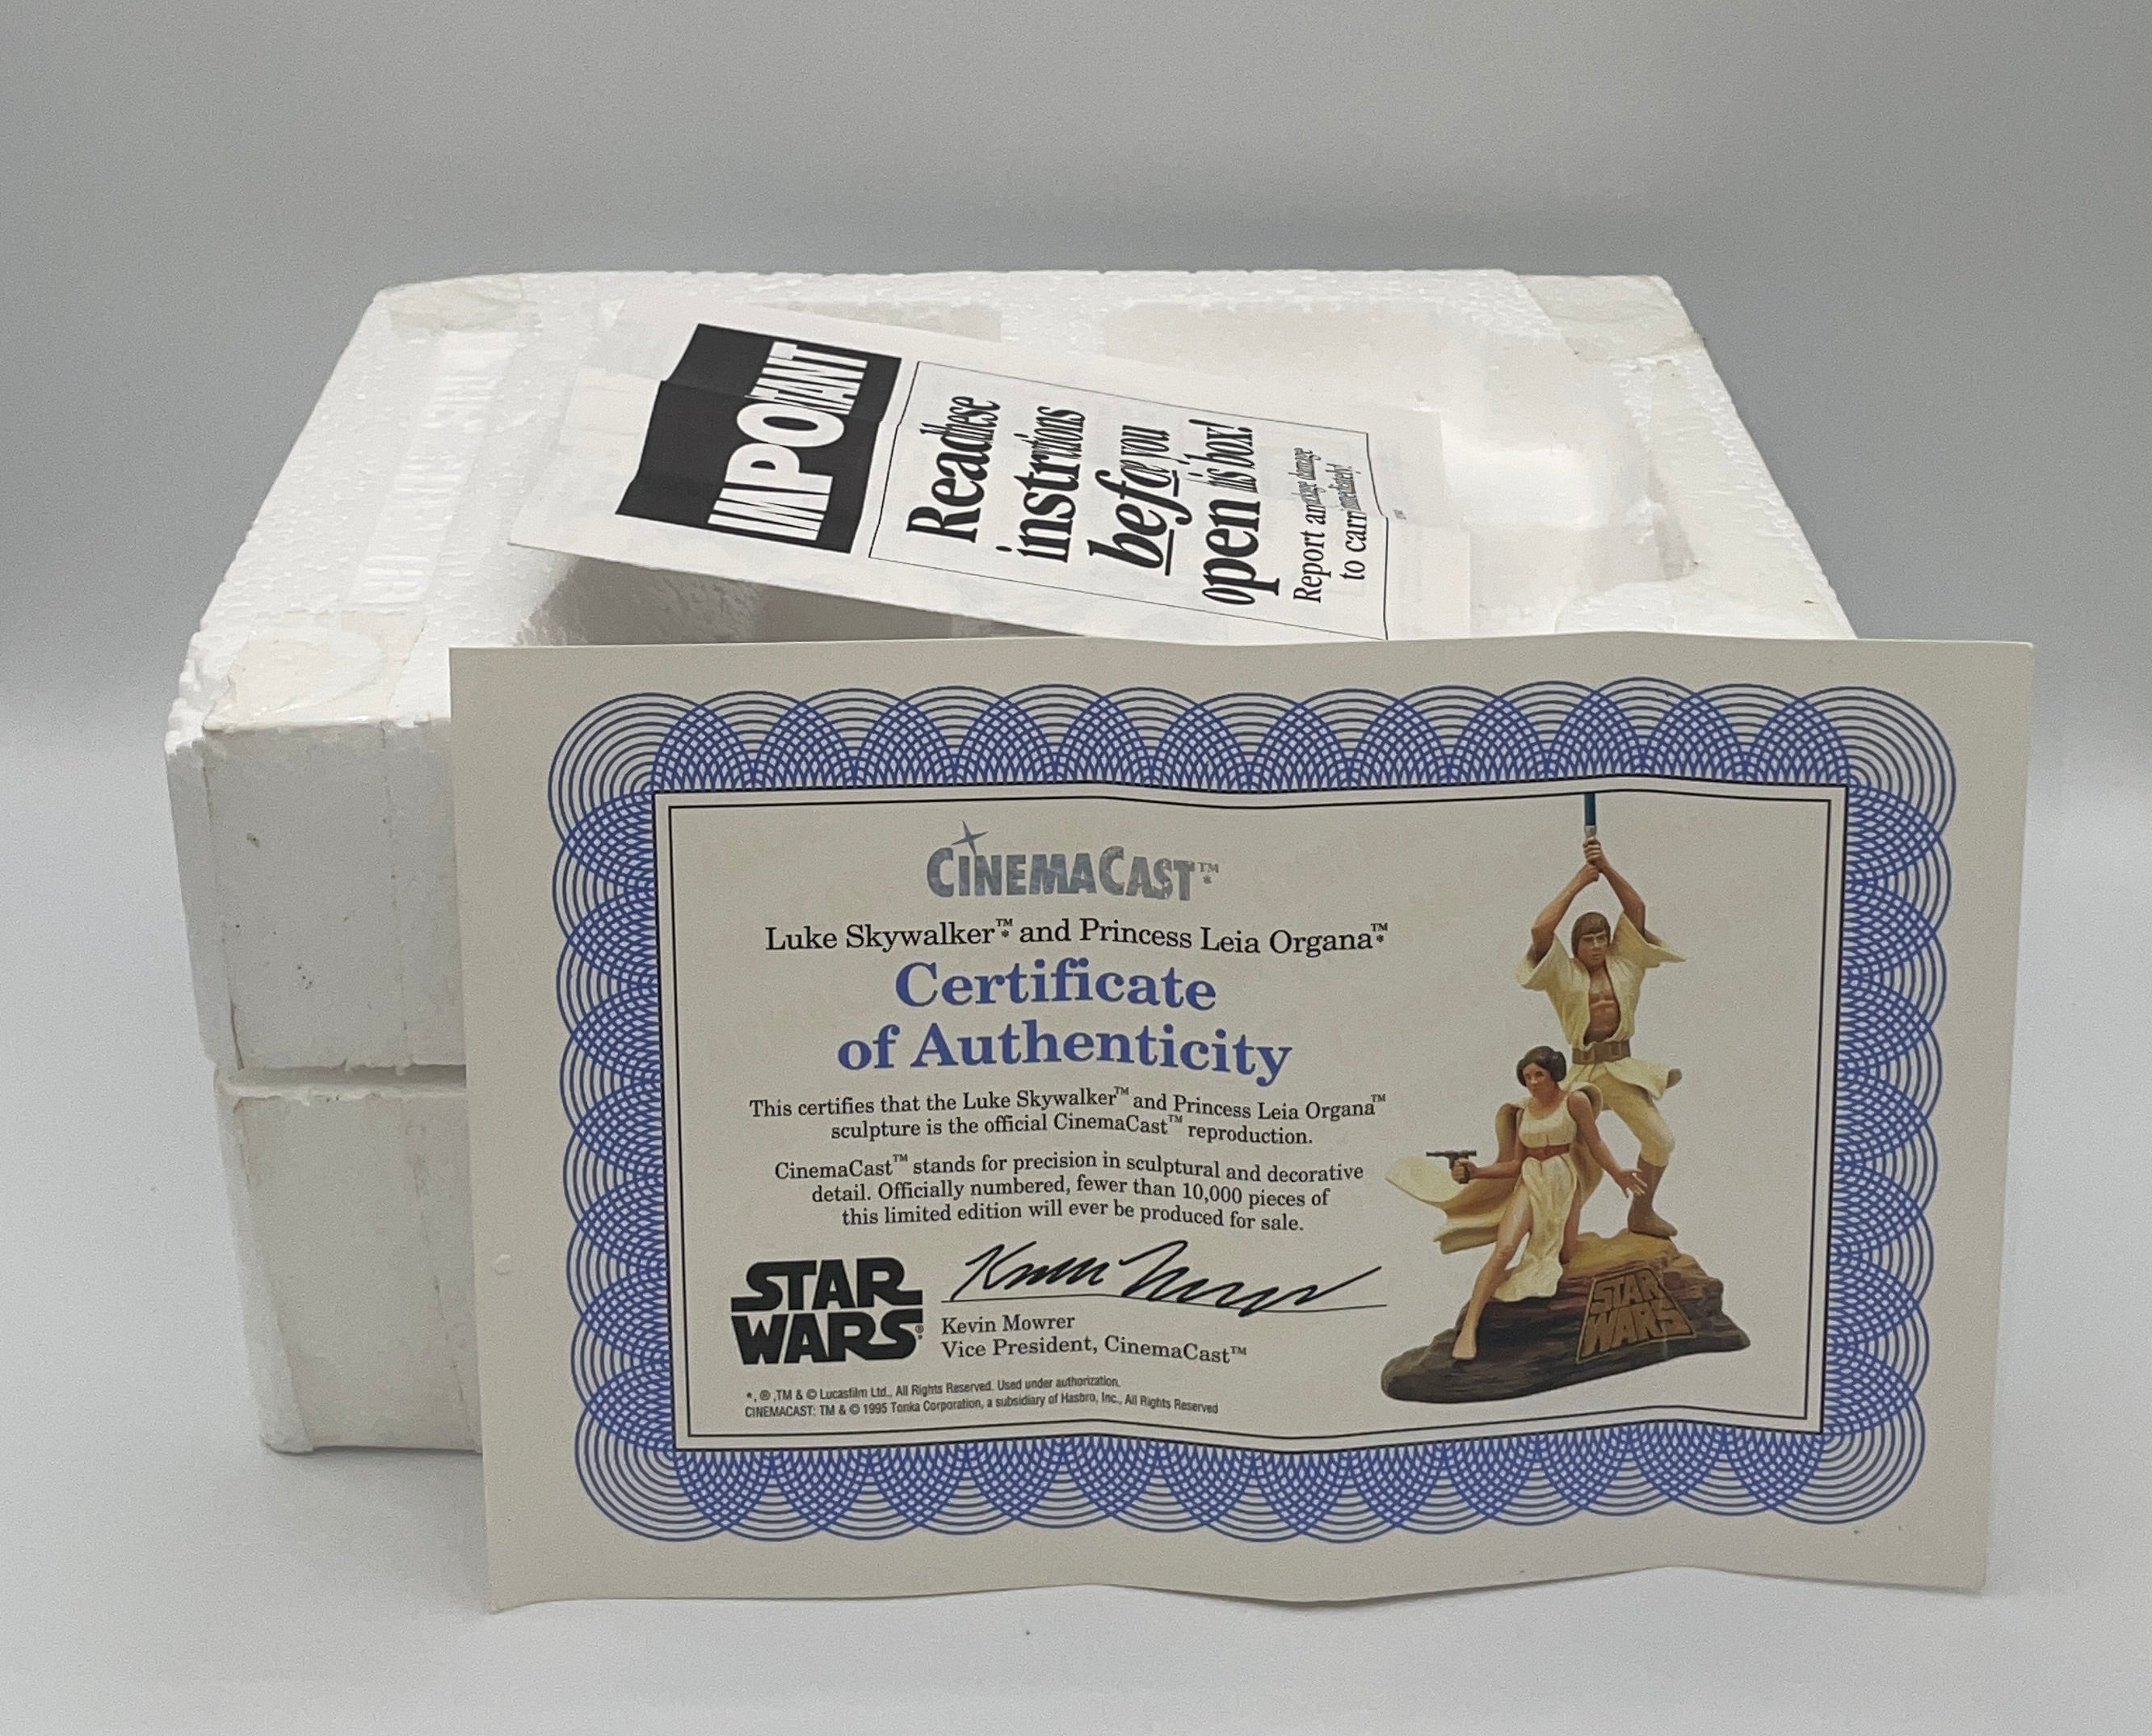 IMPORTANT
Read these
instructions
before you
open this box!
Report any
to carrier immediately!
CINEMACAST™*
Luke Skywalker™* and Princess Leia Organa™*
Certificate
of Authenticity
This certifies that the Luke Skywalker™ and Princess Leia Organa™
sculpture is the official CinemaCast™ reproduction.
CinemaCast™ stands for precision in sculptural and decorative
detail. Officially numbered, fewer than 10,000 pieces of
this limited edition will ever be produced for sale.
STAR
WARS®
Kevin Mowrer
Kevin Mowrer
Vice President, CinemaCast™
*, ® ,TM & © Lucasfilm Ltd., All Rights Reserved. Used under authorization.
CINEMACAST: TM & © 1995 Tonka Corporation, a subsidiary of Hasbro, Inc., All Rights Reserved
STAR
WARS